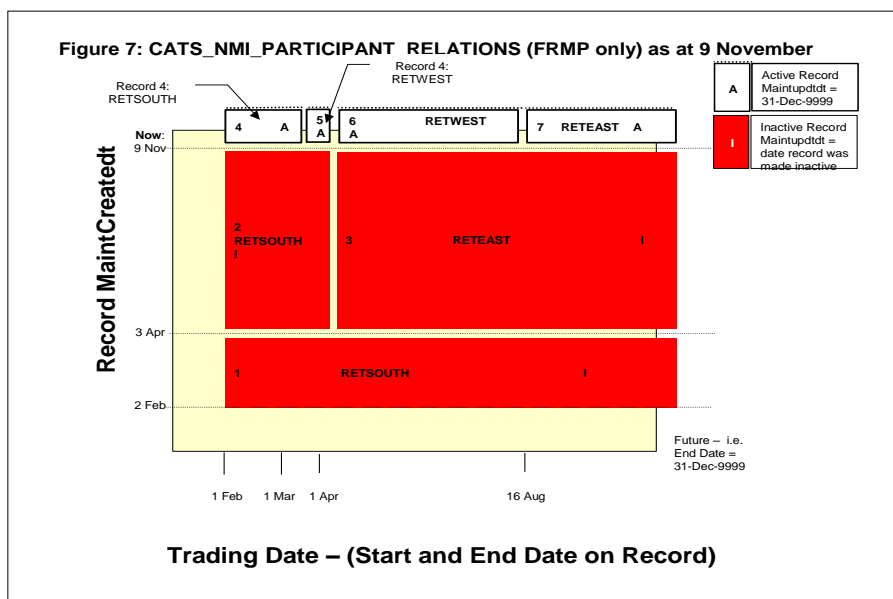 Figure 7: CATS_NMI_PARTICIPANT_RELATIONS (FRMP only) as at 9 November
Record 4:
RETSOUTH
Record 4:
RETWEST
A
Active Record
Maintupdtdt =
31-Dec-9999
I
Inactive Record
Maintupdtdt =
date record was
made inactive
4 A
5
A
6 RETWEST
A
7 RETEAST A
Now:
9 Nov
Record MaintCreatedt
2
RETSOUTH
I
3 RETEAST I
3 Apr
1 RETSOUTH I
2 Feb
Future – i.e.
End Date =
31-Dec-9999
1 Feb
1 Mar
1 Apr
16 Aug
Trading Date – (Start and End Date on Record)